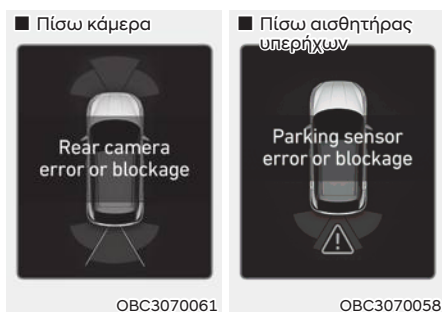 ■ Πίσω κάμερα
Rear camera
error or blockage
OBC3070061
■ Πίσω αισθητήρας
υπερήχων
Parking sensor
error or blockage
OBC3070058